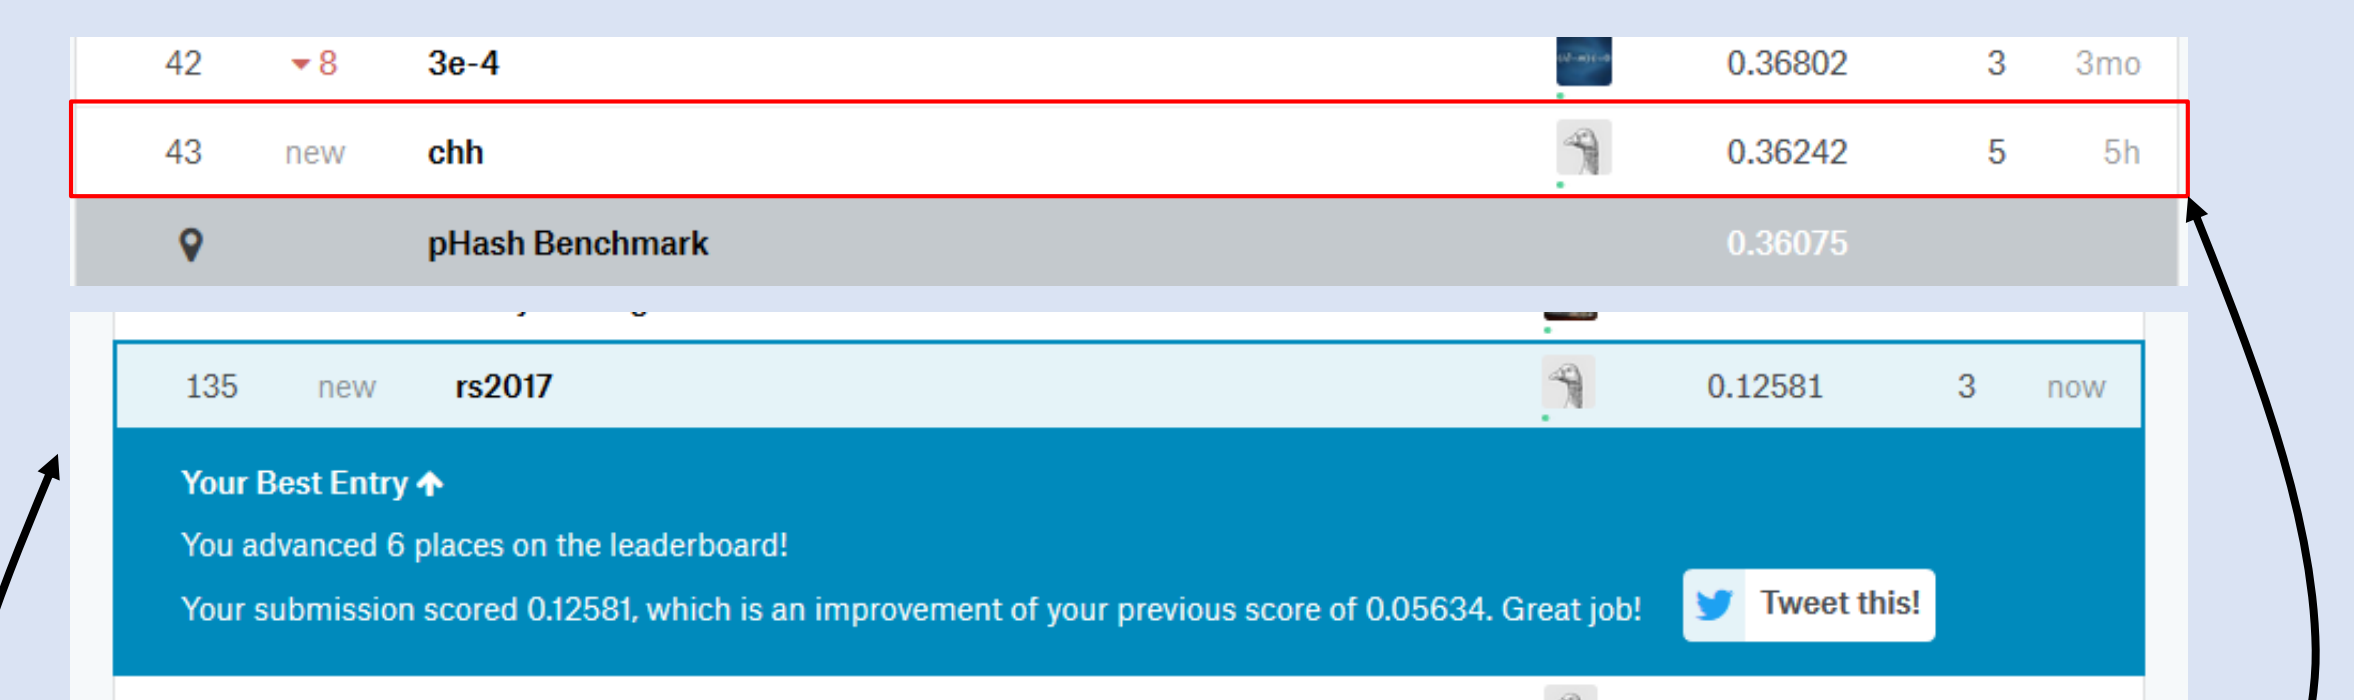 42 8 3e-4 0.36802 3 3mo
43 new chh 0.36242 5 5h
pHash Benchmark 0.36075
135 new rs2017 0.12581 3 now
Your Best Entry
You advanced 6 places on the leaderboard!
Your submission scored 0.12581, which is an improvement of your previous score of 0.05634. Great job!
Tweet this!